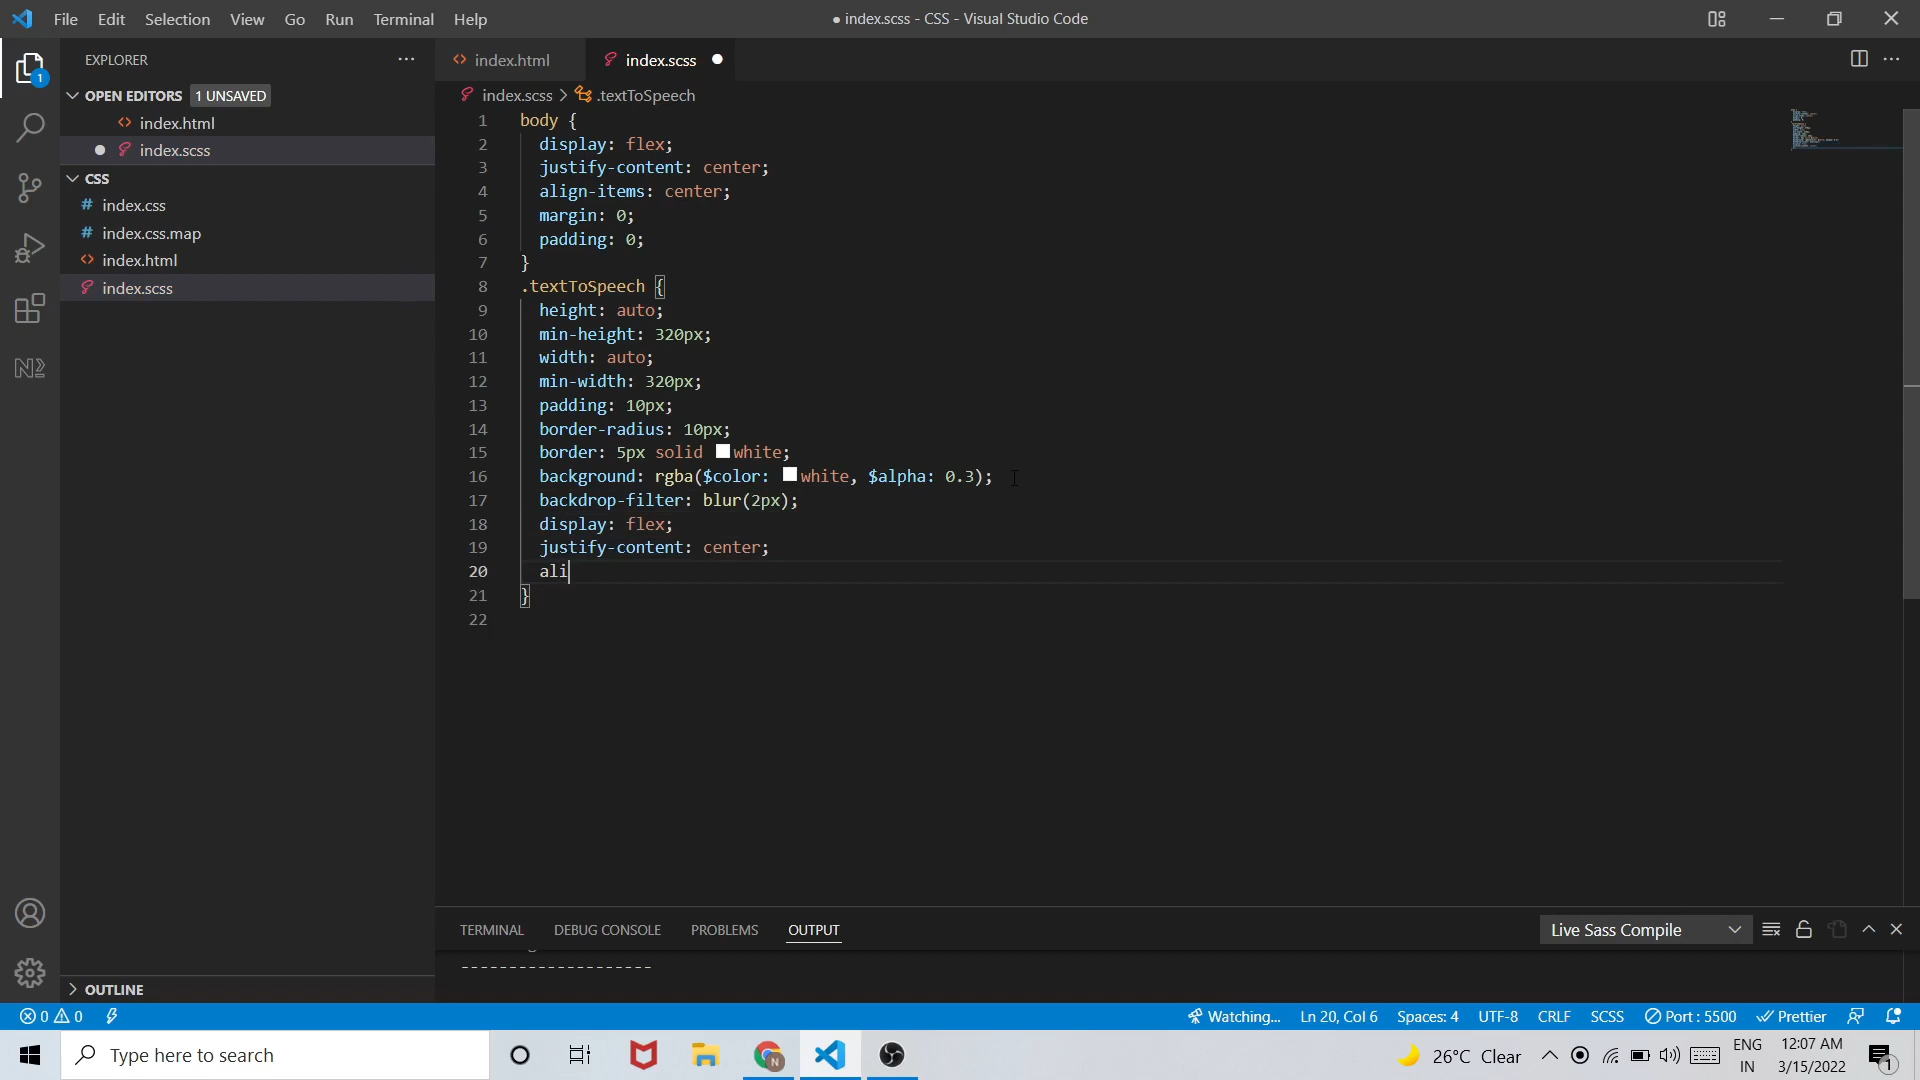 File Edit Selection View Go Run Terminal Help
● index.scss - CSS - Visual Studio Code
EXPLORER
OPEN EDITORS 1 UNSAVED
index.html
index.scss
CSS
index.css
index.css.map
index.html
index.scss
OUTLINE
index.html index.scss
index.scss > .textToSpeech
1 body {
2 display: flex;
3 justify-content: center;
4 align-items: center;
5 margin: 0;
6 padding: 0;
7 }
8 .textToSpeech {
9 height: auto;
10 min-height: 320px;
11 width: auto;
12 min-width: 320px;
13 padding: 10px;
14 border-radius: 10px;
15 border: 5px solid white;
16 background: rgba($color: white, $alpha: 0.3);
17 backdrop-filter: blur(2px);
18 display: flex;
19 justify-content: center;
20 ali
21 }
22
TERMINAL DEBUG CONSOLE PROBLEMS OUTPUT
Live Sass Compile
--------------------
0 0
Watching... Ln 20, Col 6 Spaces: 4 UTF-8 CRLF SCSS Port : 5500 Prettier
Type here to search
26°C Clear
ENG
IN
12:07 AM
3/15/2022
1